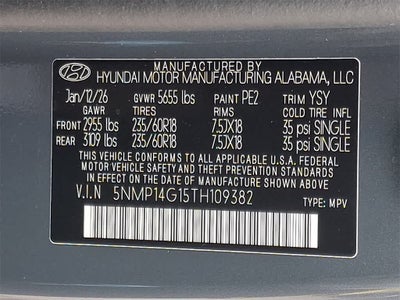 MANUFACTURED BY
HYUNDAI MOTOR MANUFACTURING ALABAMA, LLC
Jan/12/26 GVWR 5655 lbs PAINT PE2 TRIM YSY
GAWR TIRES RIMS COLD TIRE INFL
FRONT 2955 lbs 235/60R18 7.5JX18 35 psi SINGLE
REAR 3109 lbs 235/60R18 7.5JX18 35 psi SINGLE
THIS VEHICLE CONFORMS TO ALL APPLICABLE U.S.A. FEDERAL
MOTOR VEHICLE SAFETY, BUMPER, AND THEFT PREVENTION STANDARDS
IN EFFECT ON THE DATE OF MANUFACTURE SHOWN ABOVE.
V.I.N 5NMP14G15TH109382
TYPE: MPV